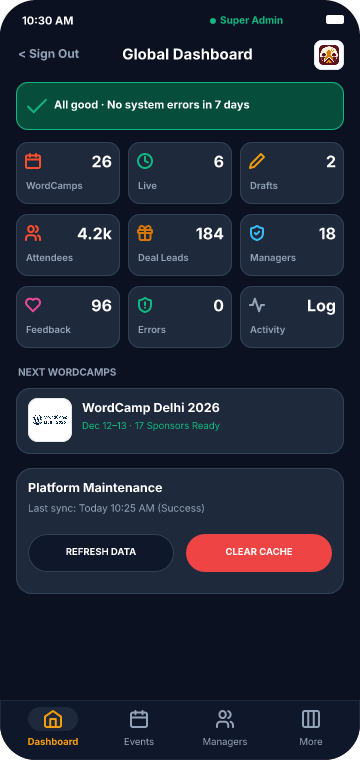 10:30 AM
Super Admin
< Sign Out
Global Dashboard
All good · No system errors in 7 days
26
WordCamps
6
Live
2
Drafts
4.2k
Attendees
184
Deal Leads
18
Managers
96
Feedback
0
Errors
Log
Activity
NEXT WORDCAMPS
WordCamp Delhi 2026
Dec 12–13 · 17 Sponsors Ready
Platform Maintenance
Last sync: Today 10:25 AM (Success)
REFRESH DATA
CLEAR CACHE
Dashboard
Events
Managers
More